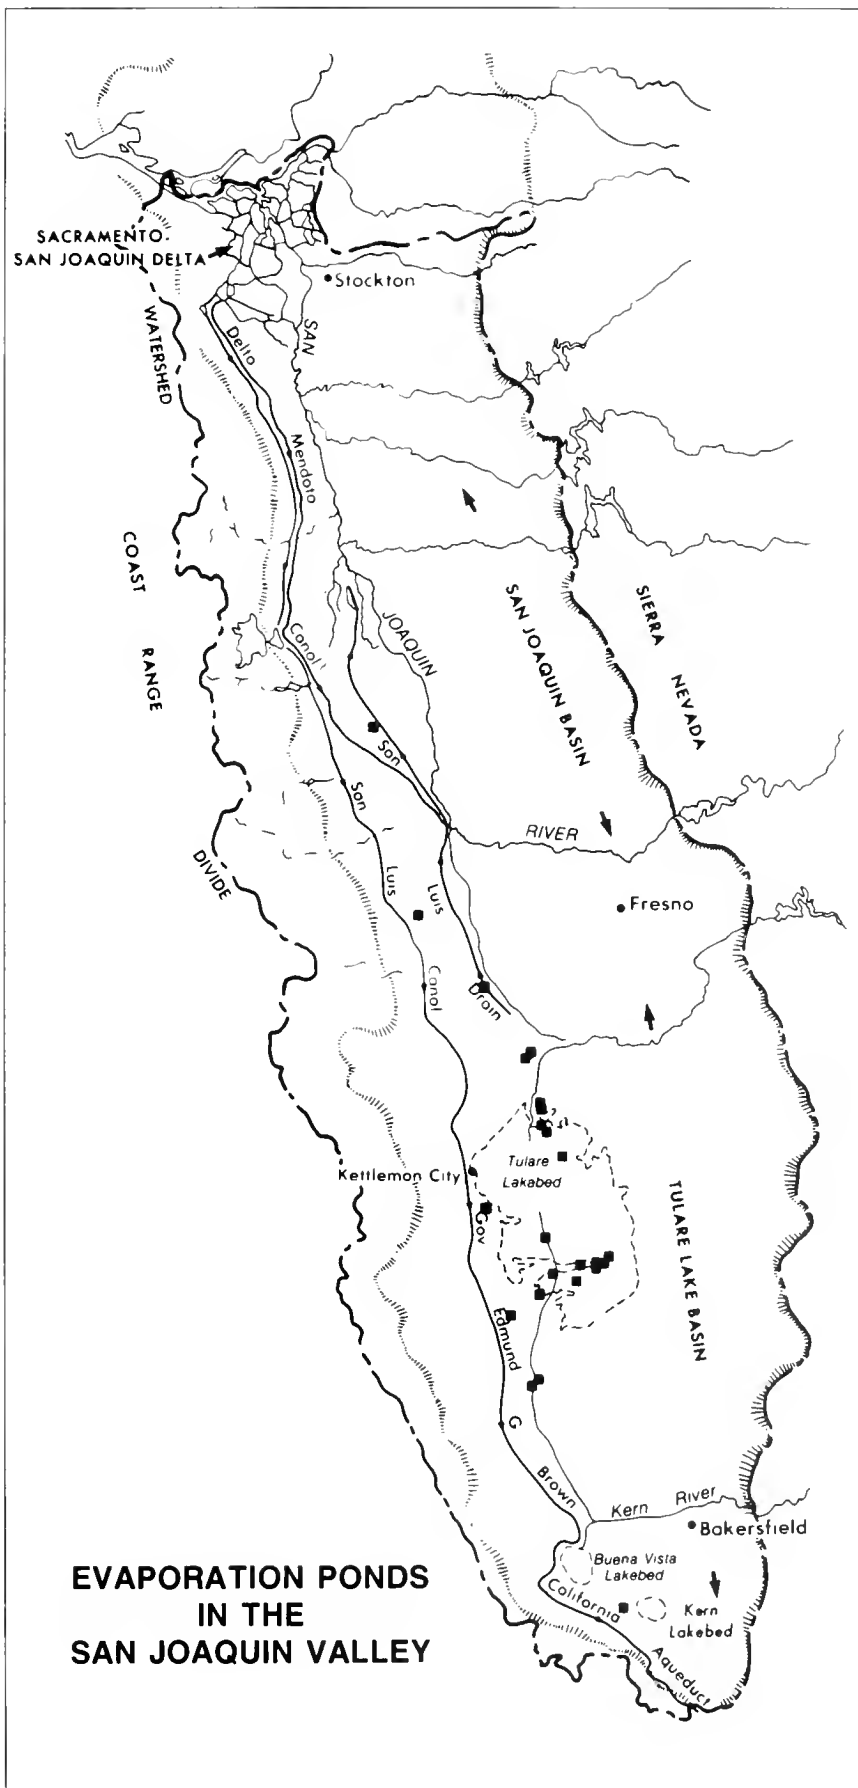 SACRAMENTO-
SAN JOAQUIN DELTA
Stockton
WATERSHED
Delta
SAN
Mendota
COAST
RANGE
Canal
JOAQUIN
SAN JOAQUIN BASIN
SIERRA
NEVADA
San
San
RIVER
DIVIDE
Luis
Luis
Fresno
Canal
Drain
Tulare
Lakebed
Kettleman City
Gov
TULARE LAKE BASIN
Edmund
G
Brown
Kern River
Bakersfield
Buena Vista
Lakebed
California
Kern
Lakebed
Aqueduct
EVAPORATION PONDS
IN THE
SAN JOAQUIN VALLEY